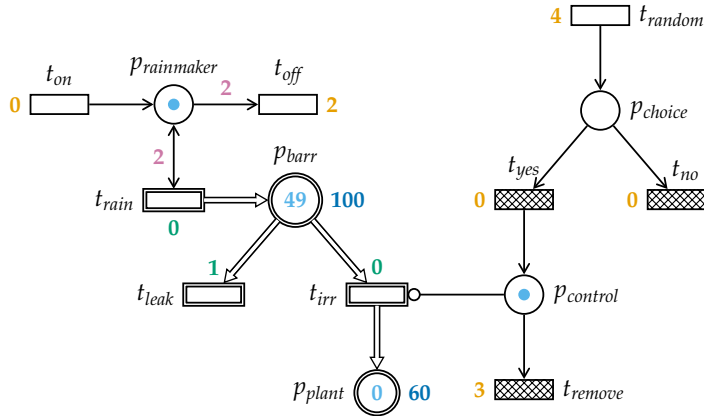 4 t_random
p_rainmaker
t_on t_off
0 2 2
p_choice
2
p_barr
t_yes t_no
t_rain 49 100 0 0
0
1 0
t_leak t_irr p_control
p_plant 0 60 3 t_remove